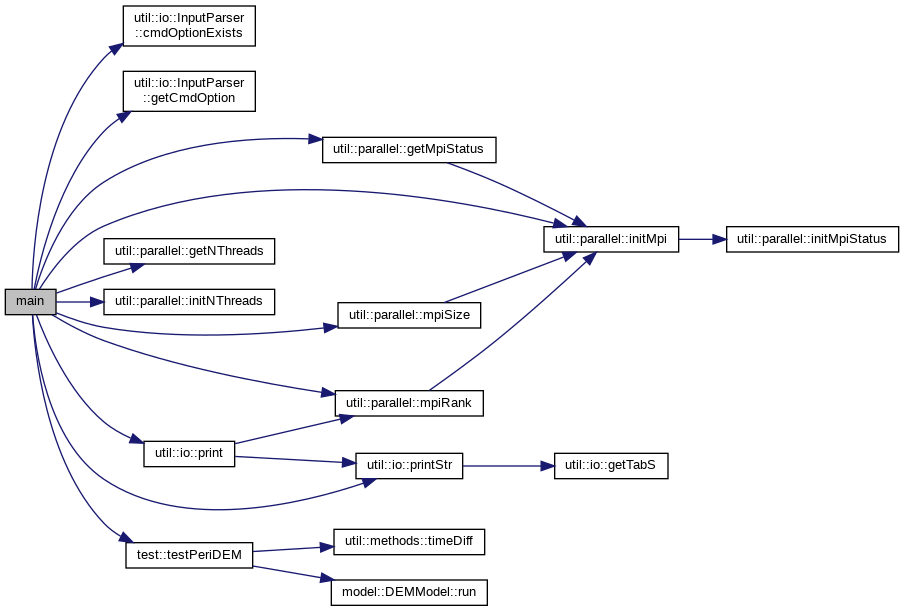 util::io::InputParser
::cmdOptionExists
util::io::InputParser
::getCmdOption
util::parallel::getMpiStatus
util::parallel::initMpi
util::parallel::initMpiStatus
util::parallel::getNThreads
main
util::parallel::initNThreads
util::parallel::mpiSize
util::parallel::mpiRank
util::io::print
util::io::printStr
util::io::getTabS
test::testPeriDEM
util::methods::timeDiff
model::DEMModel::run